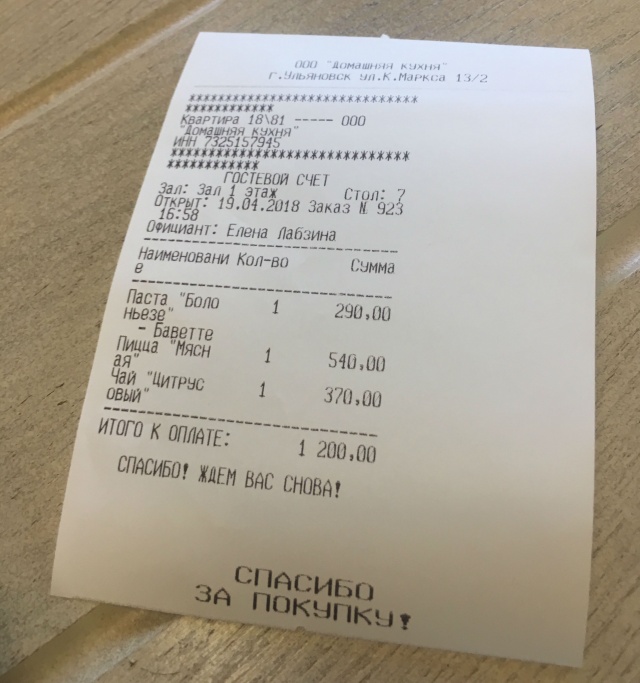 ООО "Домашняя кухня"
г.Ульяновск ул.К.Маркса 13/2
******************************
************
Квартира 18\81 ----- ООО
"Домашняя кухня"
ИНН 7325157945
******************************
************
ГОСТЕВОЙ СЧЕТ
Зал: Зал 1 этаж Стол: 7
Открыт: 19.04.2018 Заказ № 923
16:58
Официант: Елена Лабзина
------------------------------
Наименовани Кол-во Сумма
е
------------------------------
Паста "Боло 1 290,00
ньезе"
- Баветте
Пицца "Мясн 1 540,00
ая"
Чай "Цитрус 1 370,00
овый"
------------------------------
ИТОГО К ОПЛАТЕ: 1 200,00
СПАСИБО! ЖДЕМ ВАС СНОВА!
СПАСИБО
ЗА ПОКУПКУ!